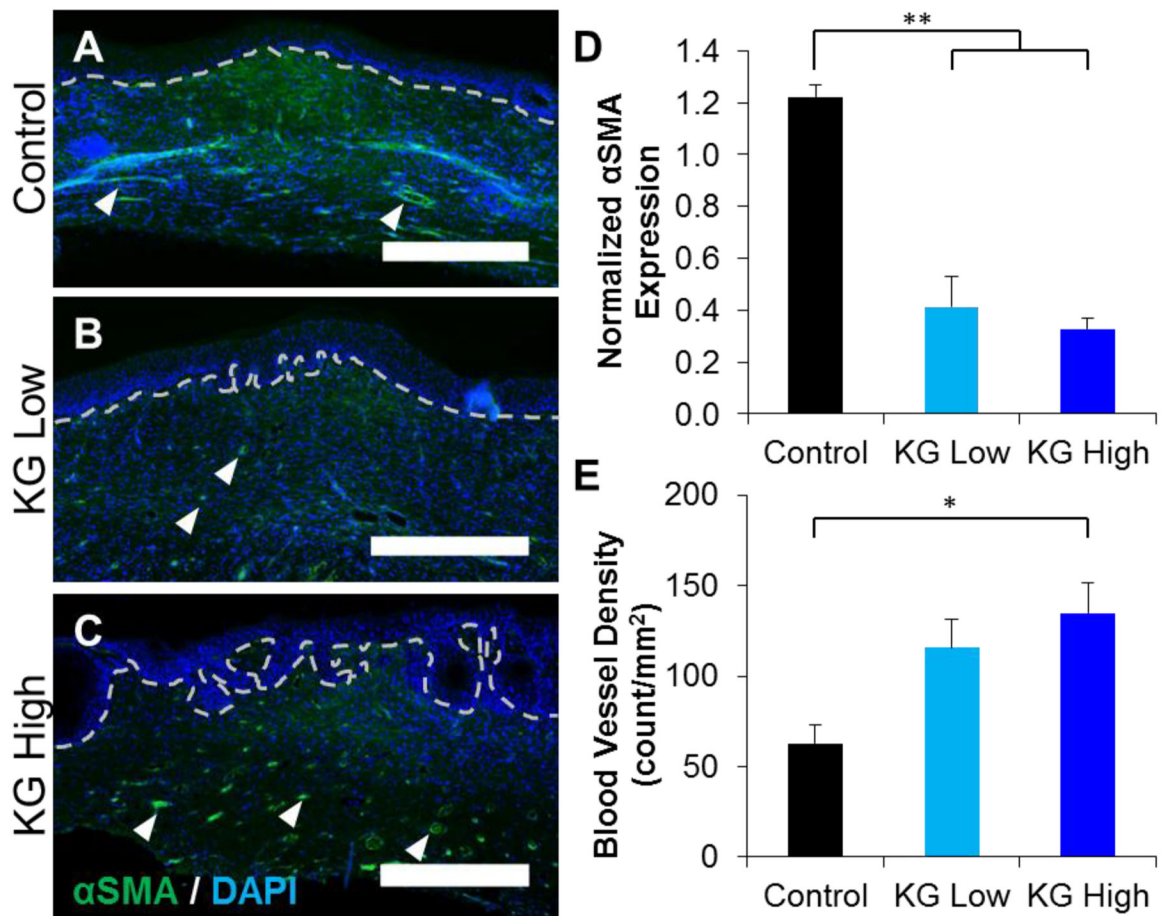 A
Control
B
KG Low
C
KG High
αSMA / DAPI
D
**
Normalized αSMA
Expression
1.4
1.2
1.0
0.8
0.6
0.4
0.2
0.0
Control KG Low KG High
E
*
Blood Vessel Density
(count/mm²)
200
150
100
50
0
Control KG Low KG High